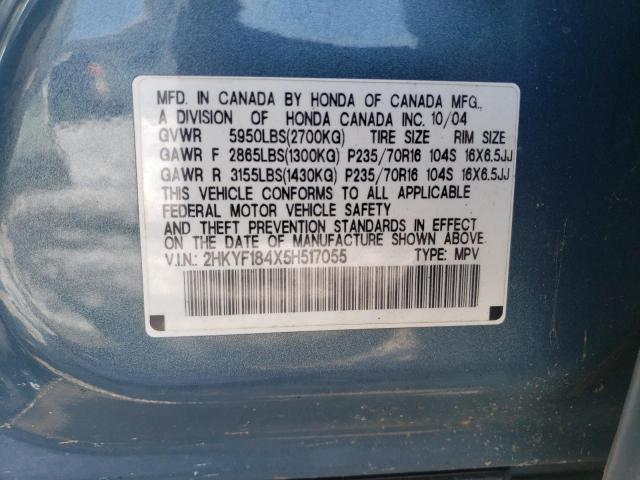 MFD. IN CANADA BY HONDA OF CANADA MFG.,
A DIVISION OF HONDA CANADA INC. 10/04
GVWR 5950LBS(2700KG) TIRE SIZE RIM SIZE
GAWR F 2865LBS(1300KG) P235/70R16 104S 16X6.5JJ
GAWR R 3155LBS(1430KG) P235/70R16 104S 16X6.5JJ
THIS VEHICLE CONFORMS TO ALL APPLICABLE
FEDERAL MOTOR VEHICLE SAFETY
AND THEFT PREVENTION STANDARDS IN EFFECT
ON THE DATE OF MANUFACTURE SHOWN ABOVE.
V.I.N.: 2HKYF184X5H517055 TYPE: MPV